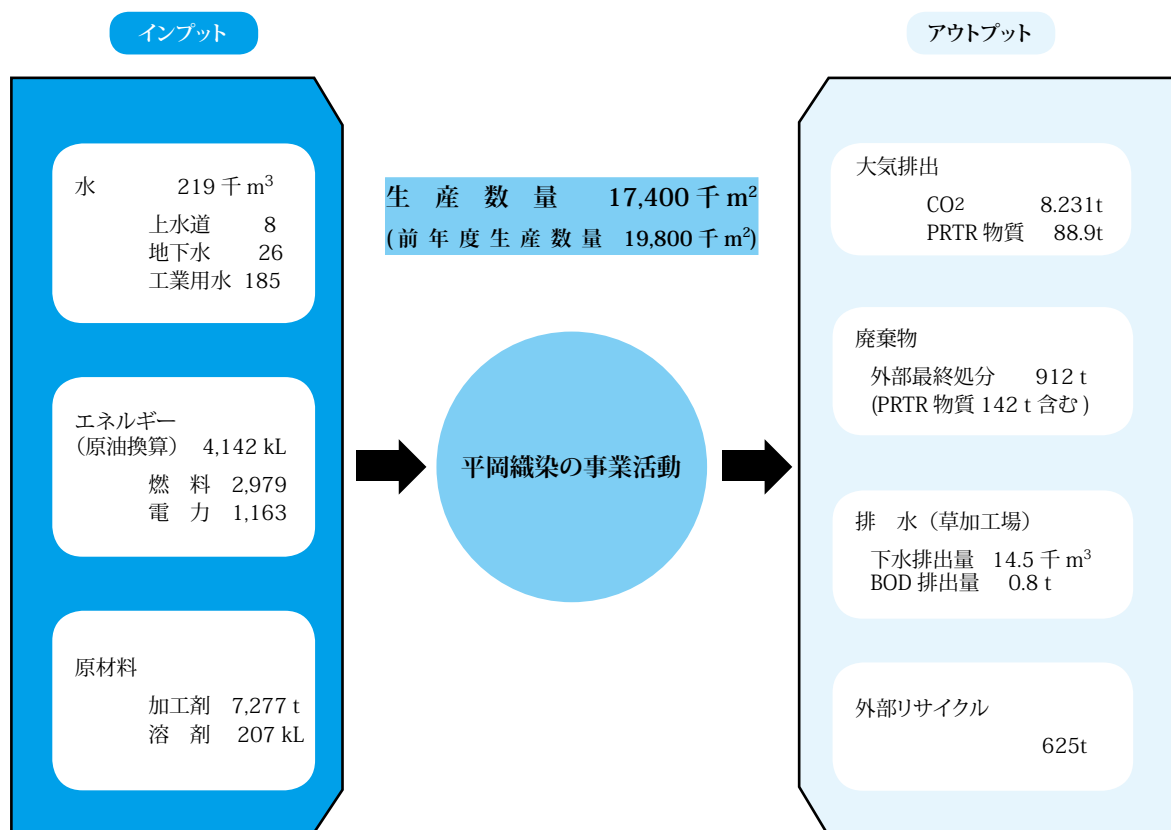 インプット
水 219 千 m³
上水道 8
地下水 26
工業用水 185
エネルギー
（原油換算） 4,142 kL
燃 料 2,979
電 力 1,163
原材料
加工剤 7,277 t
溶 剤 207 kL
生 産 数 量 17,400 千 m²
(前 年 度 生 産 数 量 19,800 千 m²)
平岡織染の事業活動
アウトプット
大気排出
CO2 8.231t
PRTR 物質 88.9t
廃棄物
外部最終処分 912 t
(PRTR 物質 142 t 含む )
排 水（草加工場）
下水排出量 14.5 千 m³
BOD 排出量 0.8 t
外部リサイクル
625t